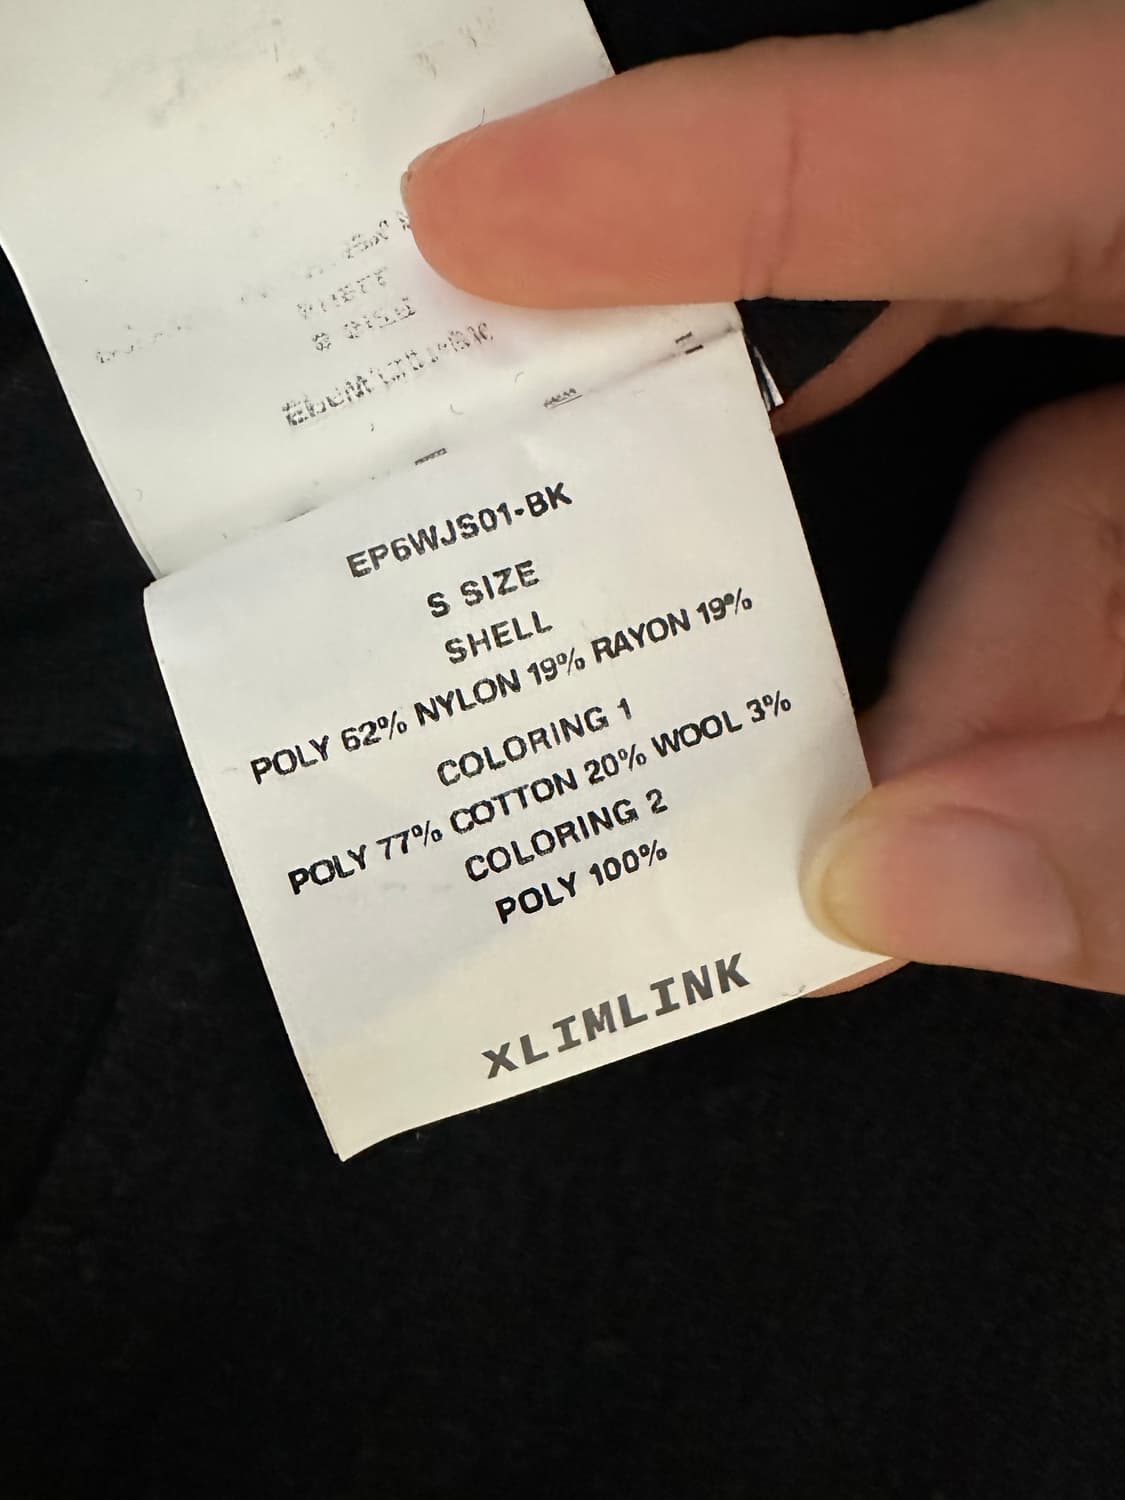 EP6WJS01-BK
S SIZE
SHELL
POLY 62% NYLON 19% RAYON 19%
COLORING 1
POLY 77% COTTON 20% WOOL 3%
COLORING 2
POLY 100%
XLIMLINK